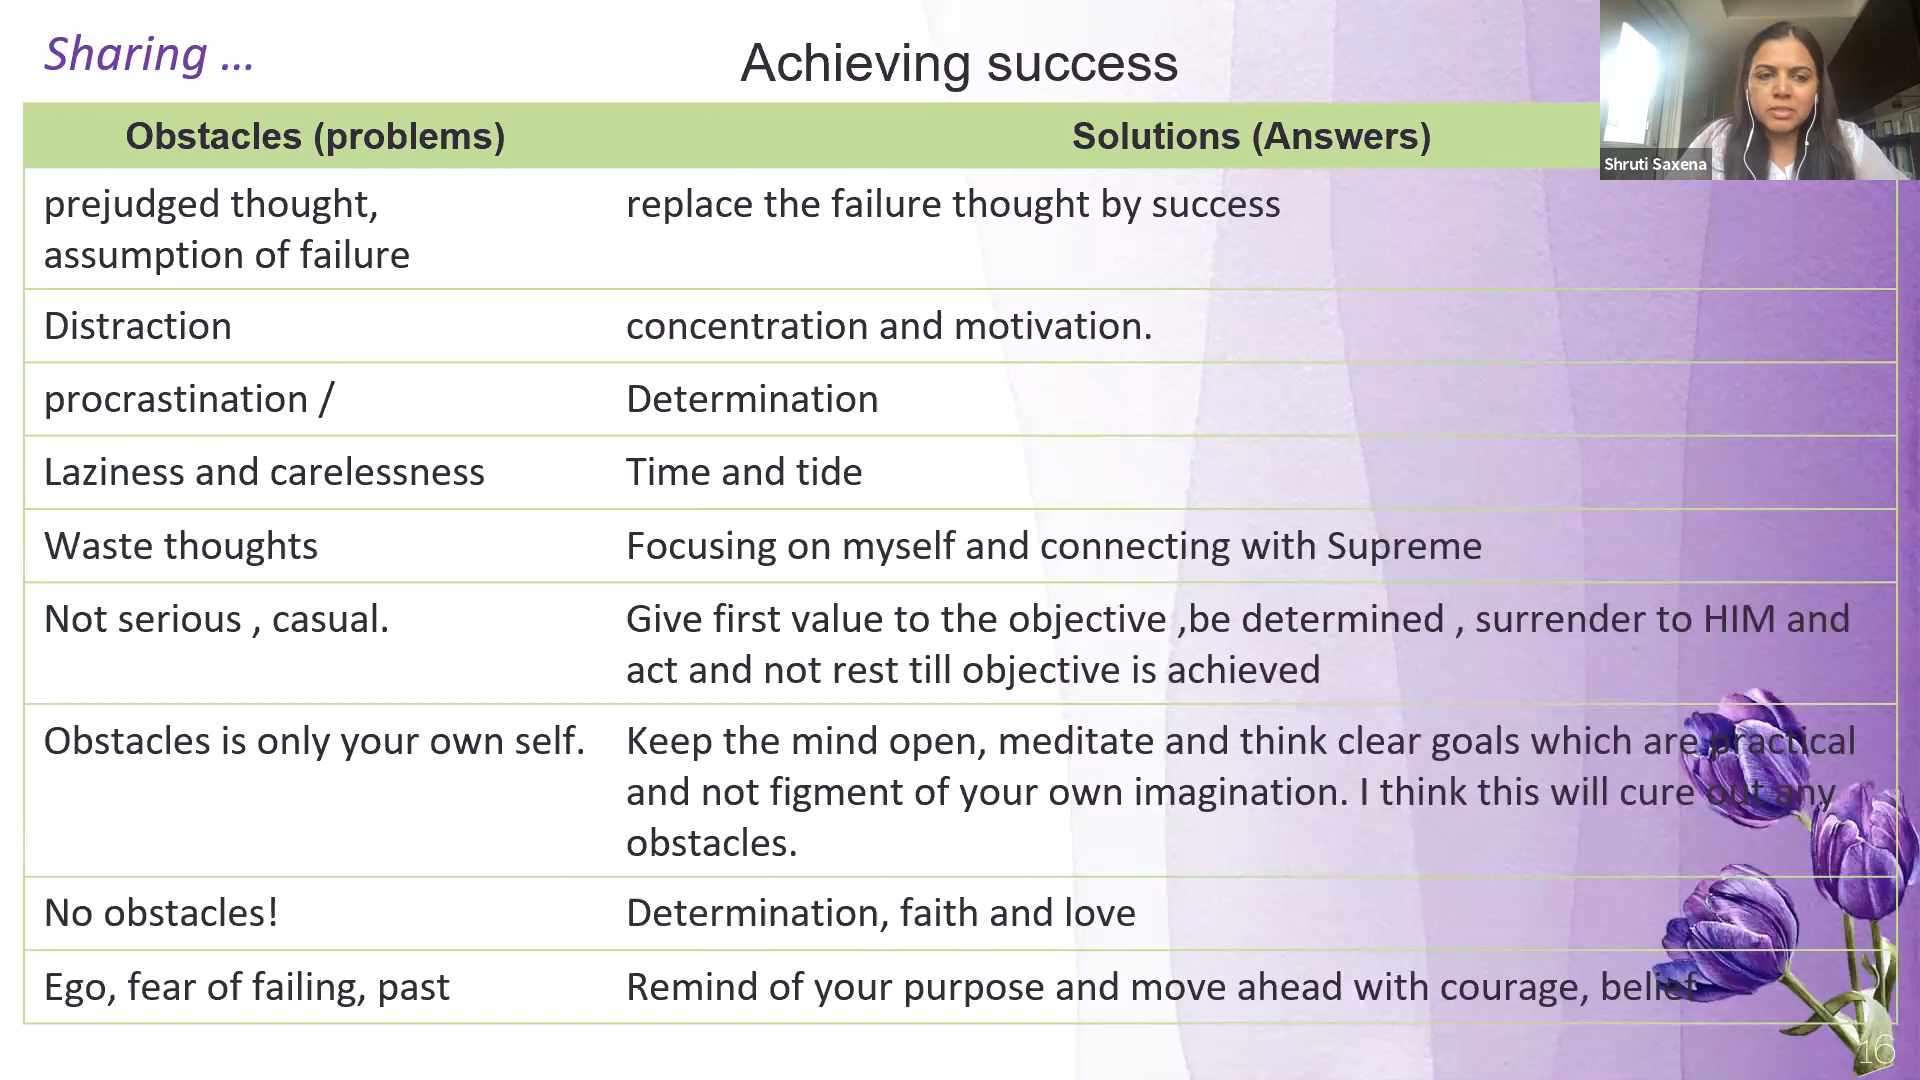 Sharing ...
Achieving success
Obstacles (problems)
Solutions (Answers)
Shruti Saxena
prejudged thought,
assumption of failure
replace the failure thought by success
Distraction
concentration and motivation.
procrastination /
Determination
Laziness and carelessness
Time and tide
Waste thoughts
Focusing on myself and connecting with Supreme
Not serious , casual.
Give first value to the objective ,be determined , surrender to HIM and
act and not rest till objective is achieved
Obstacles is only your own self.
Keep the mind open, meditate and think clear goals which are practical
and not figment of your own imagination. I think this will cure out any
obstacles.
No obstacles!
Determination, faith and love
Ego, fear of failing, past
Remind of your purpose and move ahead with courage, belief
16